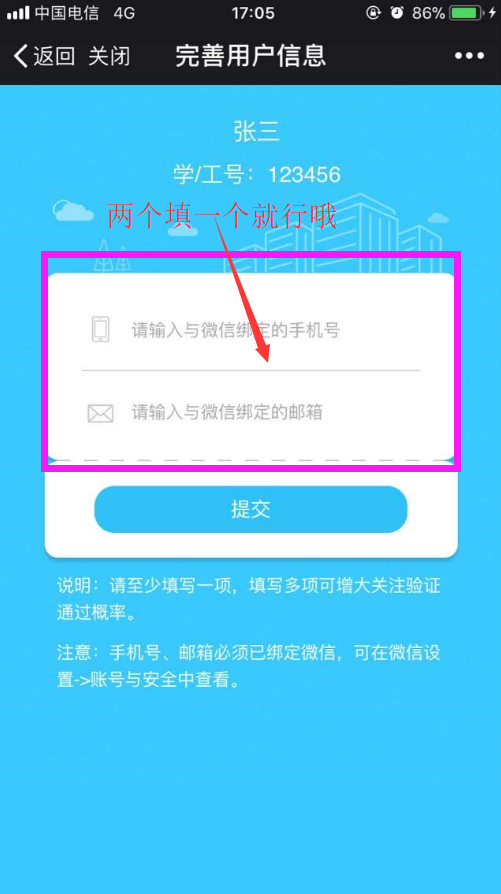 中国电信 4G 17:05 86%
返回 关闭 完善用户信息
张三
学/工号：123456
两个填一个就行哦
请输入与微信绑定的手机号
请输入与微信绑定的邮箱
提交
说明：请至少填写一项，填写多项可增大关注验证
通过概率。
注意：手机号、邮箱必须已绑定微信，可在微信设
置->账号与安全中查看。